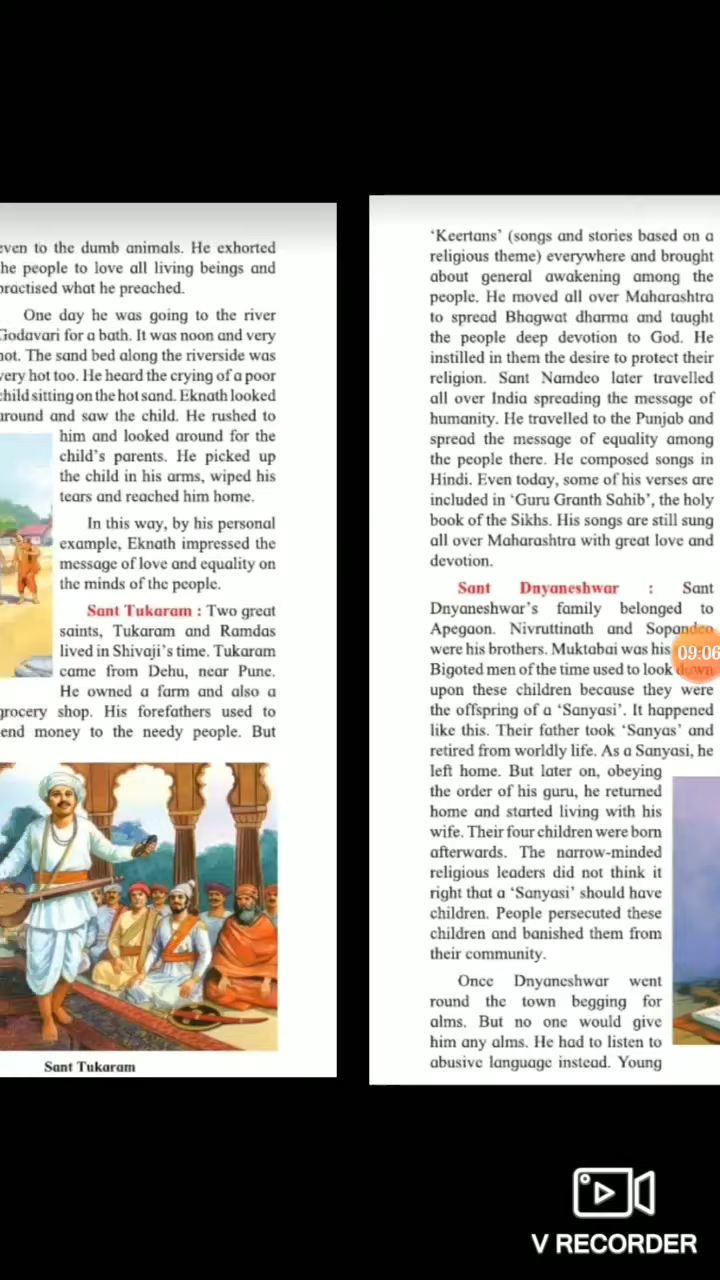 even to the dumb animals. He exhorted
the people to love all living beings and
practised what he preached.
One day he was going to the river
Godavari for a bath. It was noon and very
hot. The sand bed along the riverside was
very hot too. He heard the crying of a poor
child sitting on the hot sand. Eknath looked
around and saw the child. He rushed to
him and looked around for the
child's parents. He picked up
the child in his arms, wiped his
tears and reached him home.
In this way, by his personal
example, Eknath impressed the
message of love and equality on
the minds of the people.
Sant Tukaram : Two great
saints, Tukaram and Ramdas
lived in Shivaji's time. Tukaram
came from Dehu, near Pune.
He owned a farm and also a
grocery shop. His forefathers used to
lend money to the needy people. But
Sant Tukaram
'Keertans' (songs and stories based on a
religious theme) everywhere and brought
about general awakening among the
people. He moved all over Maharashtra
to spread Bhagwat dharma and taught
the people deep devotion to God. He
instilled in them the desire to protect their
religion. Sant Namdeo later travelled
all over India spreading the message of
humanity. He travelled to the Punjab and
spread the message of equality among
the people there. He composed songs in
Hindi. Even today, some of his verses are
included in 'Guru Granth Sahib', the holy
book of the Sikhs. His songs are still sung
all over Maharashtra with great love and
devotion.
Sant Dnyaneshwar : Sant
Dnyaneshwar's family belonged to
Apegaon. Nivruttinath and Sopandeo
were his brothers. Muktabai was his
Bigoted men of the time used to look down
upon these children because they were
the offspring of a 'Sanyasi'. It happened
like this. Their father took 'Sanyas' and
retired from worldly life. As a Sanyasi, he
left home. But later on, obeying
the order of his guru, he returned
home and started living with his
wife. Their four children were born
afterwards. The narrow-minded
religious leaders did not think it
right that a 'Sanyasi' should have
children. People persecuted these
children and banished them from
their community.
Once Dnyaneshwar went
round the town begging for
alms. But no one would give
him any alms. He had to listen to
abusive language instead. Young
09:06
V RECORDER